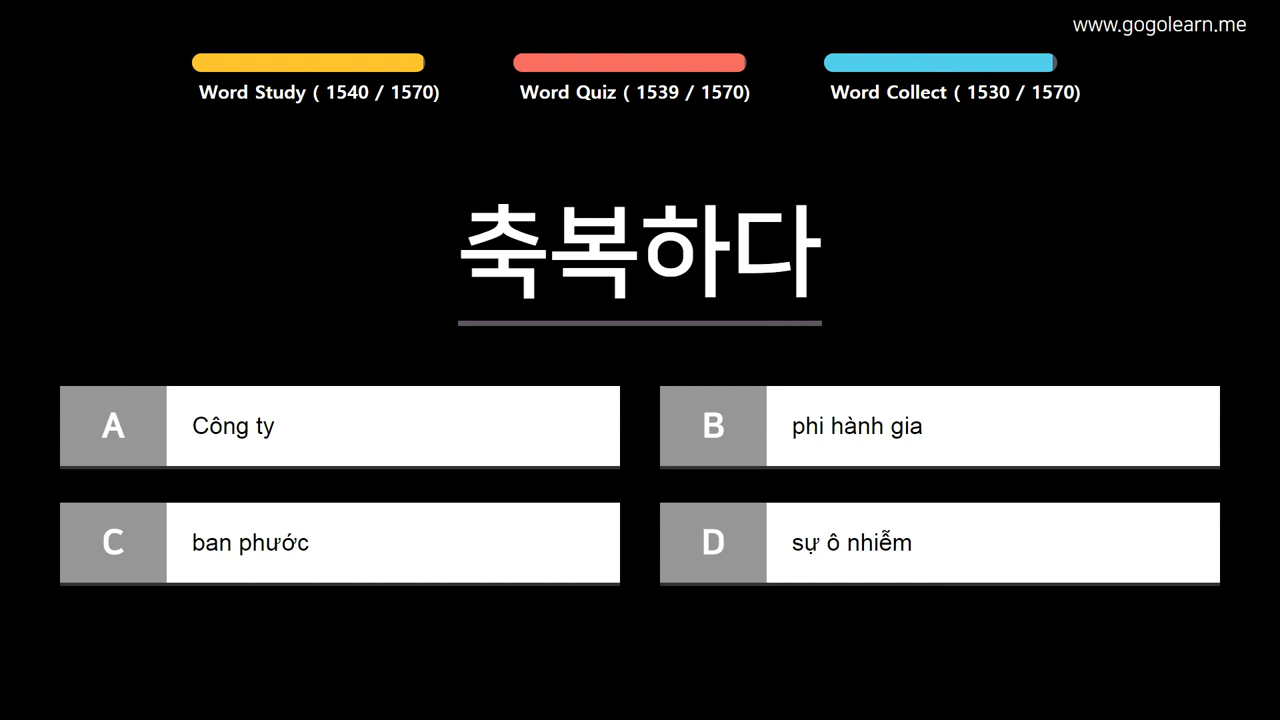 www.gogolearn.me
Word Study ( 1540 / 1570)
Word Quiz ( 1539 / 1570)
Word Collect ( 1530 / 1570)
축복하다
A
Công ty
B
phi hành gia
C
ban phước
D
sự ô nhiễm